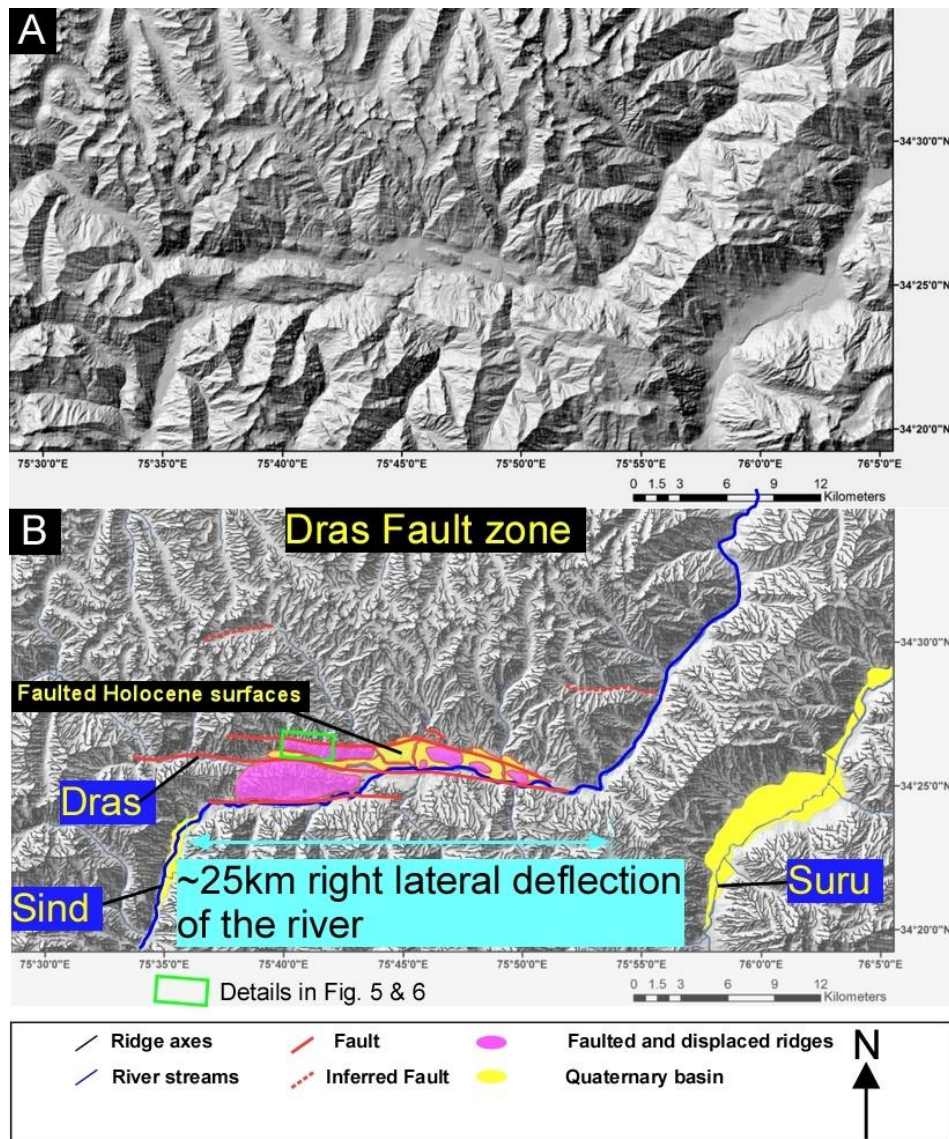 A
34°30'0"N
34°25'0"N
34°20'0"N
75°30'0"E 75°35'0"E 75°40'0"E 75°45'0"E 75°50'0"E 75°55'0"E 76°0'0"E 76°5'0"E
0 1.5 3 6 9 12
Kilometers
B
Dras Fault zone
34°30'0"N
Faulted Holocene surfaces
Dras
34°25'0"N
~25km right lateral deflection
of the river
Sind
Suru
34°20'0"N
75°30'0"E 75°35'0"E 75°40'0"E 75°45'0"E 75°50'0"E 75°55'0"E 76°0'0"E 76°5'0"E
Details in Fig. 5 & 6
0 1.5 3 6 9 12
Kilometers
Ridge axes Fault Faulted and displaced ridges N
River streams Inferred Fault Quaternary basin